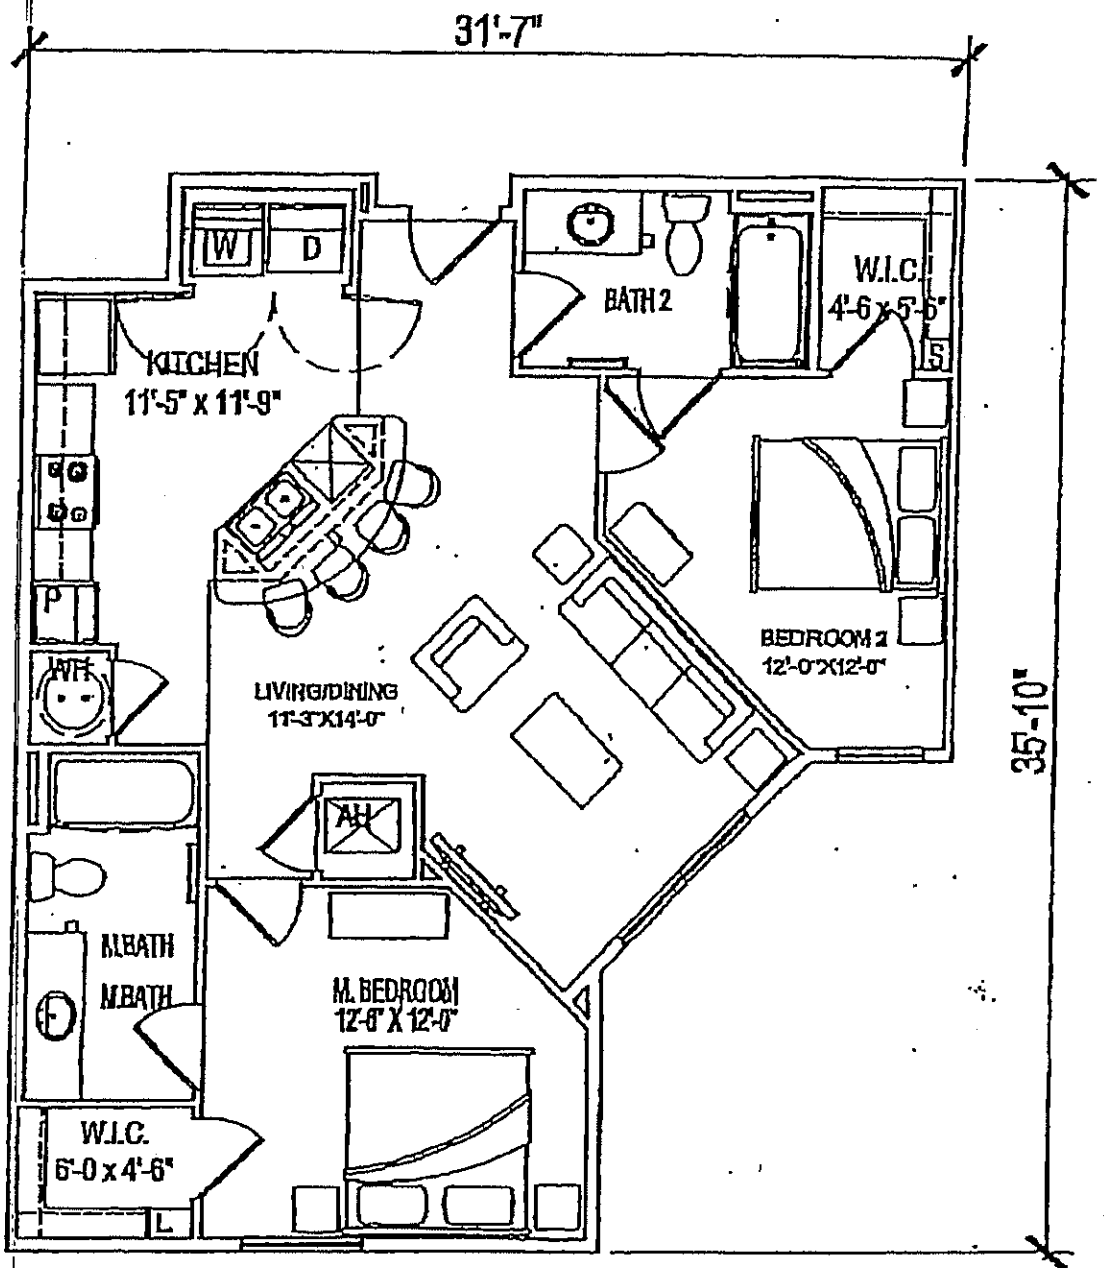 31'-7"
W D
W.I.C.
4'-6 x 5'-6"
BATH 2
S
KITCHEN
11'-5" x 11'-9"
P
WH
BEDROOM 2
12'-0"X12'-0"
LIVING/DINING
11'-3"X14'-0"
35'-10"
AH
M.BATH
M.BATH
M. BEDROOM
12'-6" X 12'-0"
W.I.C.
6'-0 x 4'-6"
L